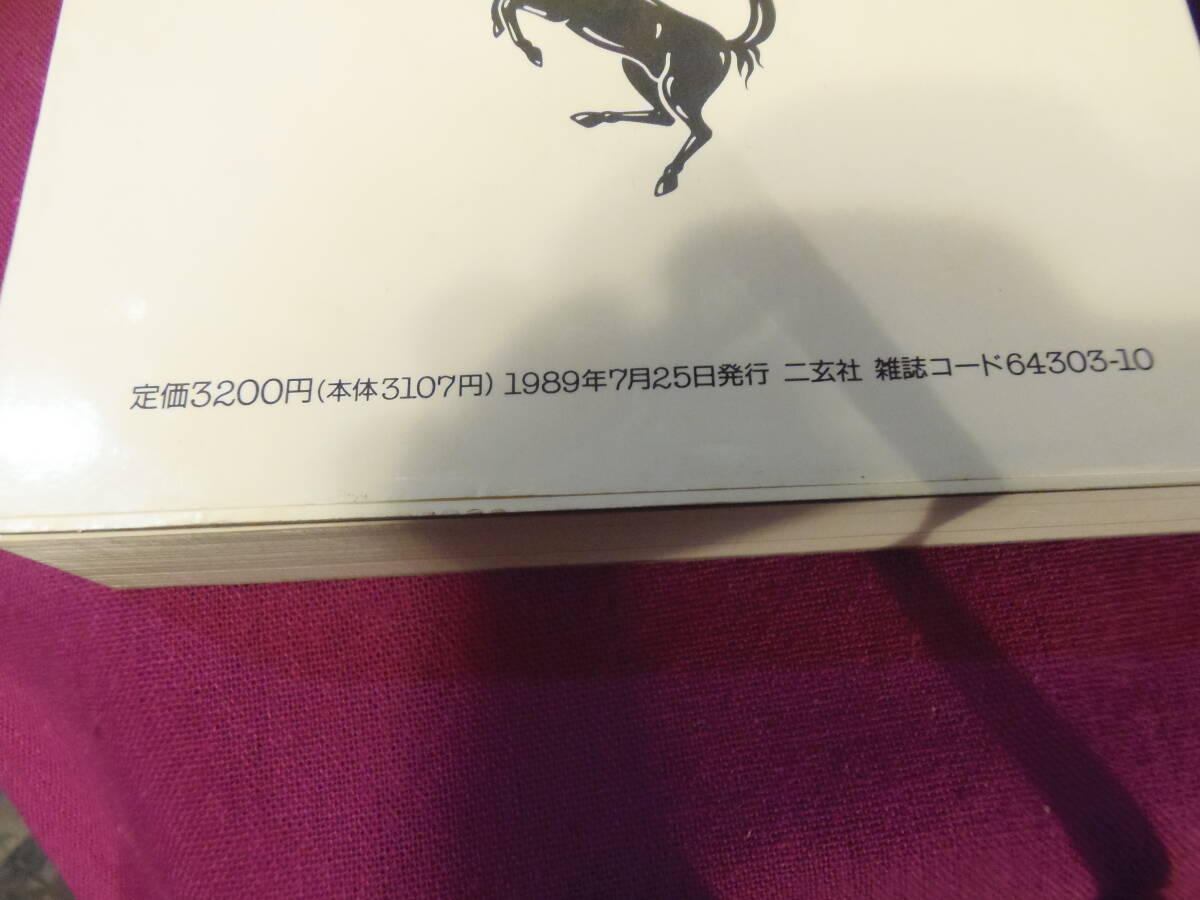 定価3200円(本体3107円) 1989年7月25日発行 二玄社 雑誌コード64303-10